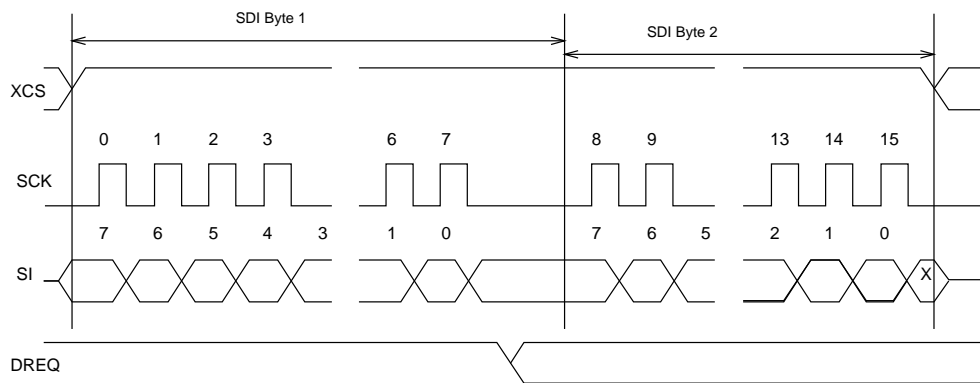 SDI Byte 1
SDI Byte 2
XCS
0 1 2 3 6 7 8 9 13 14 15
SCK
7 6 5 4 3 1 0 7 6 5 2 1 0
SI X
DREQ